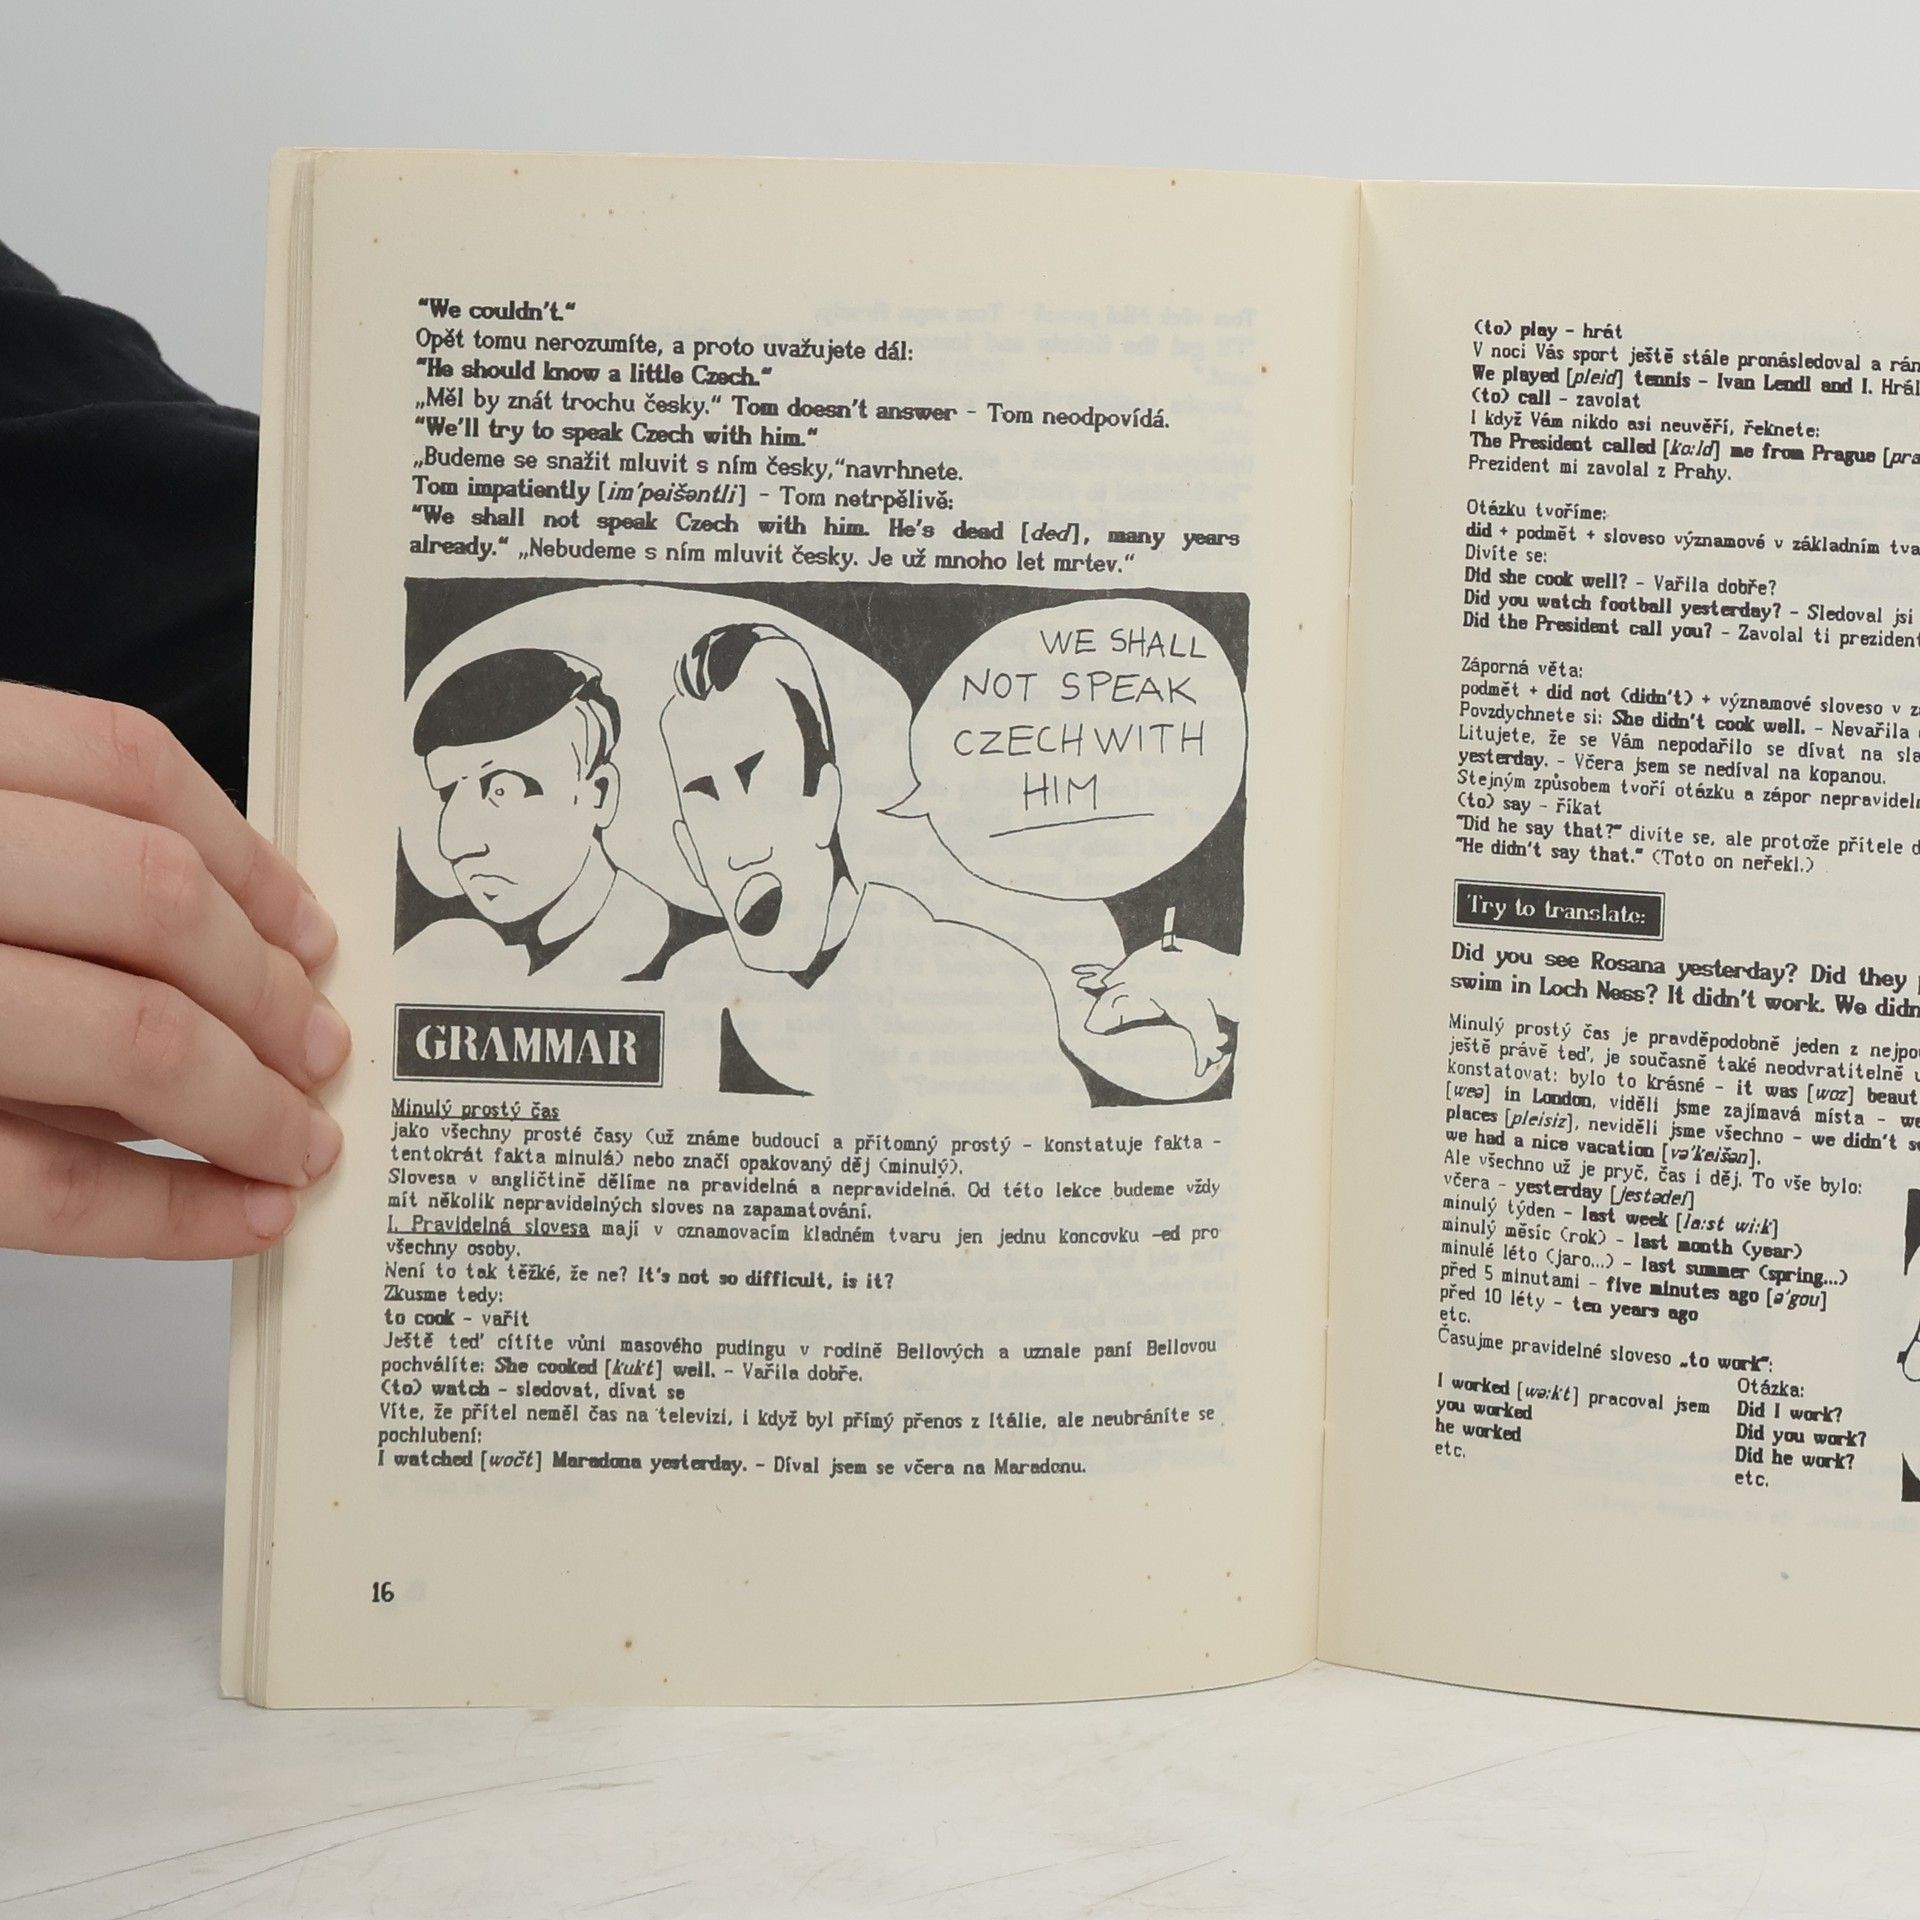 "We couldn't."
Opět tomu nerozumíte, a proto uvažujete dál:
"He should know a little Czech."
„Měl by znát trochu česky.“ Tom doesn't answer – Tom neodpovídá.
"We'll try to speak Czech with him."
„Budeme se snažit mluvit s ním česky,“navrhnete.
Tom impatiently [im'peišəntli] – Tom netrpělivě:
"We shall not speak Czech with him. He's dead [ded], many years
already." „Nebudeme s ním mluvit česky. Je už mnoho let mrtev.“
WE SHALL
NOT SPEAK
CZECH WITH
HIM
GRAMMAR
Minulý prostý čas
jako všechny prosté časy (už známe budoucí a přítomný prostý – konstatuje fakta –
tentokrát fakta minulá) nebo značí opakovaný děj (minulý).
Slovesa v angličtině dělíme na pravidelná a nepravidelná. Od této lekce budeme vždy
mít několik nepravidelných sloves na zapamatování.
1. Pravidelná slovesa mají v oznamovacím kladném tvaru jen jednu koncovku –ed pro
všechny osoby.
Není to tak těžké, že ne? It's not so difficult, is it?
Zkusme tedy:
to cook – vařit
Ještě teď cítíte vůni masového pudingu v rodině Bellových a uznale paní Bellovou
pochválíte: She cooked [kukt] well. – Vařila dobře.
(to) watch – sledovat, dívat se
Víte, že přítel neměl čas na televizi, i když byl přímý přenos z Itálie, ale neubráníte se
pochlubení:
I watched [wočt] Maradona yesterday. – Díval jsem se včera na Maradonu.
16
(to) play – hrát
V noci Vás sport ještě stále pronásledoval a
We played [pleid] tennis – Ivan Lendl and I.
(to) call – zavolat
I když Vám nikdo asi neuvěří, řeknete:
The President called [ko:ld] me from Prague
Prezident mi zavolal z Prahy.
Otázku tvoříme:
did + podmět + sloveso významové v základním
Divíte se:
Did she cook well? – Vařila dobře?
Did you watch football yesterday? – Sledoval jsi
Did the President call you? – Zavolal ti prezident
Záporná věta:
podmět + did not (didn't) + významové sloveso v
Povzdychnete si: She didn't cook well. – Nevařila
Litujete, že se Vám nepodařilo se dívat na
yesterday. – Včera jsem se nedíval na kopanou.
Stejným způsobem tvoří otázku a zápor
(to) say – říkat
"Did he say that?" divíte se, ale protože přítele
"He didn't say that." (Toto on neřekl.)
Try to translate:
Did you see Rosana yesterday? Did they
swim in Loch Ness? It didn't work. We
Minulý prostý čas je pravděpodobně jeden z
ještě právě teď, je současně také neodvratitelně
konstatovat: bylo to krásné – it was [woz]
[weə] in London, viděli jsme zajímavá místa –
places [pleisiz], neviděli jsme všechno – we didn't
we had a nice vacation [və'keišən].
Ale všechno už je pryč, čas i děj. To vše bylo:
včera – yesterday [jestədei]
minulý týden – last week [la:st wi:k]
minulý měsíc (rok) – last month (year)
minulé léto (jaro...) – last summer (spring...)
před 5 minutami – five minutes ago [ə'gou]
před 10 léty – ten years ago
etc.
Časujme pravidelné sloveso „to work“:
Otázka:
I worked [wə:kt] pracoval jsem Did I work?
you worked Did you work?
he worked Did he work?
etc. etc.